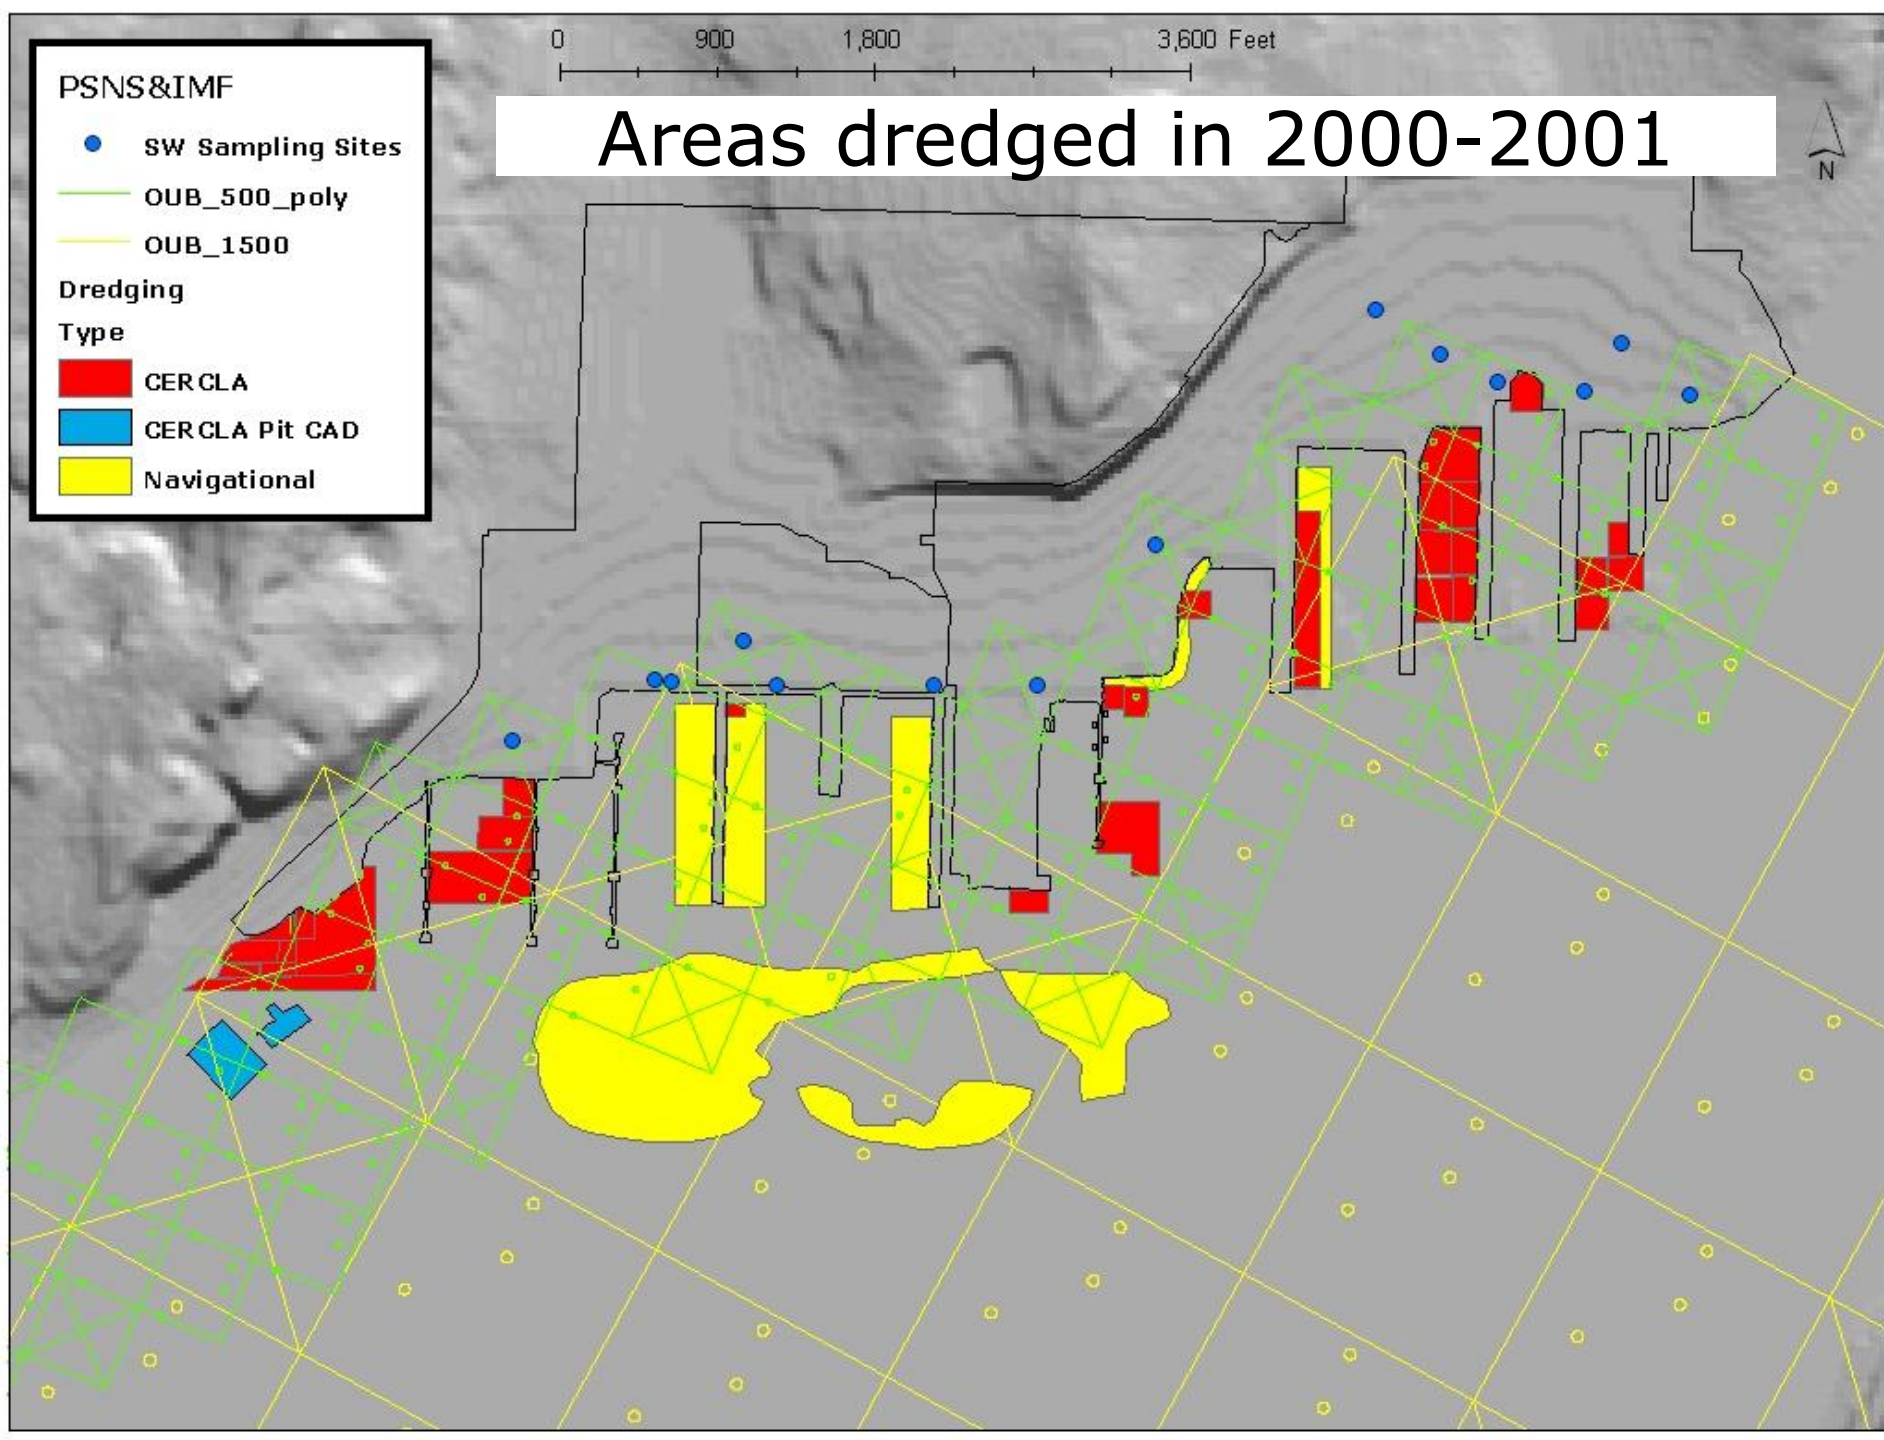 0 900 1,800 3,600 Feet
Areas dredged in 2000-2001
N
PSNS&IMF
SW Sampling Sites
OUB_500_poly
OUB_1500
Dredging
Type
CERCLA
CERCLA Pit CAD
Navigational